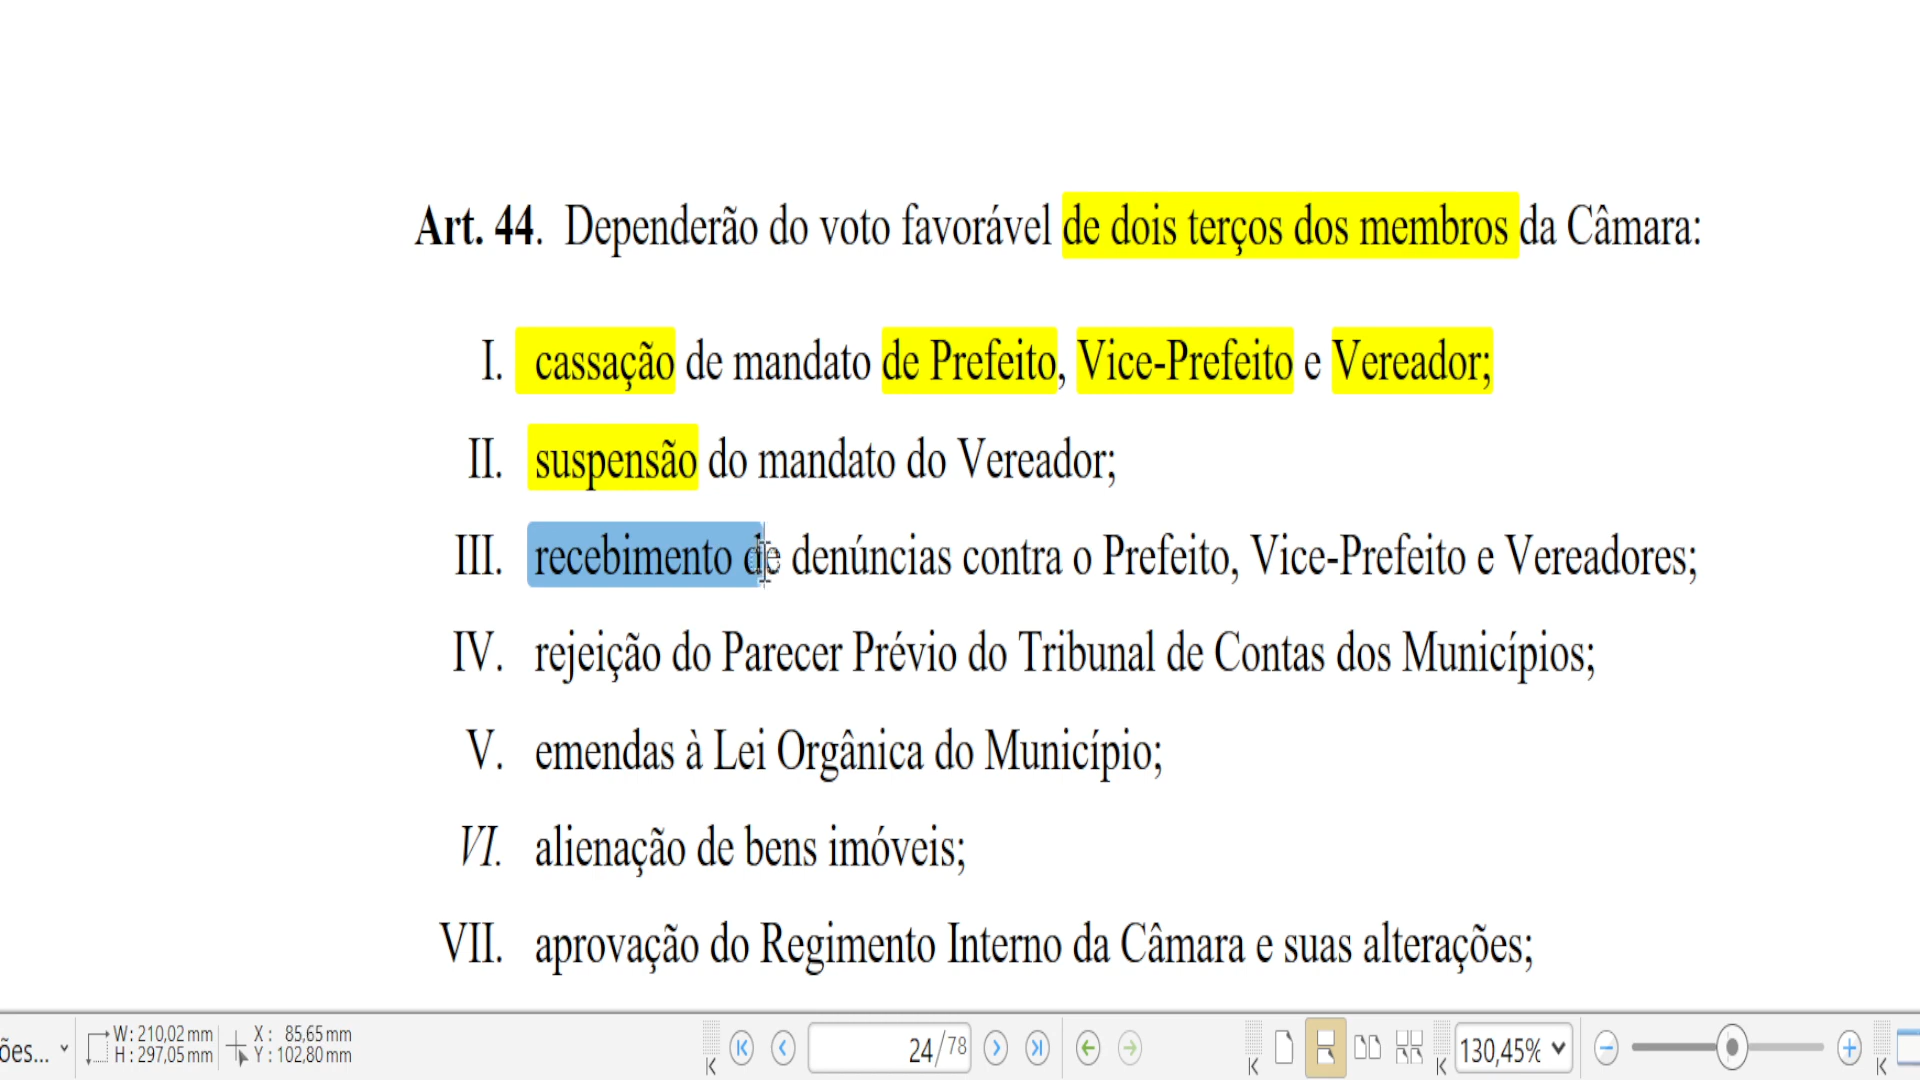 Art. 44. Dependerão do voto favorável de dois terços dos membros da Câmara:
I. cassação de mandato de Prefeito, Vice-Prefeito e Vereador;
II. suspensão do mandato do Vereador;
III. recebimento de denúncias contra o Prefeito, Vice-Prefeito e Vereadores;
IV. rejeição do Parecer Prévio do Tribunal de Contas dos Municípios;
V. emendas à Lei Orgânica do Município;
VI. alienação de bens imóveis;
VII. aprovação do Regimento Interno da Câmara e suas alterações;
ões... W: 210,02 mm X: 85,65 mm 24/78 130,45%
H: 297,05 mm Y: 102,80 mm